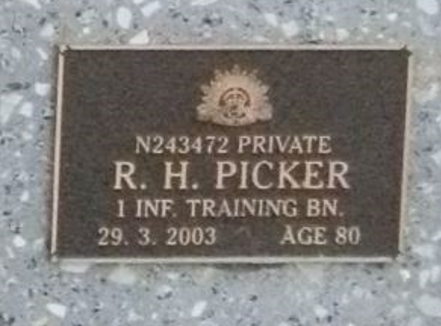 N243472 PRIVATE
R. H. PICKER
1 INF. TRAINING BN.
29. 3. 2003 AGE 80